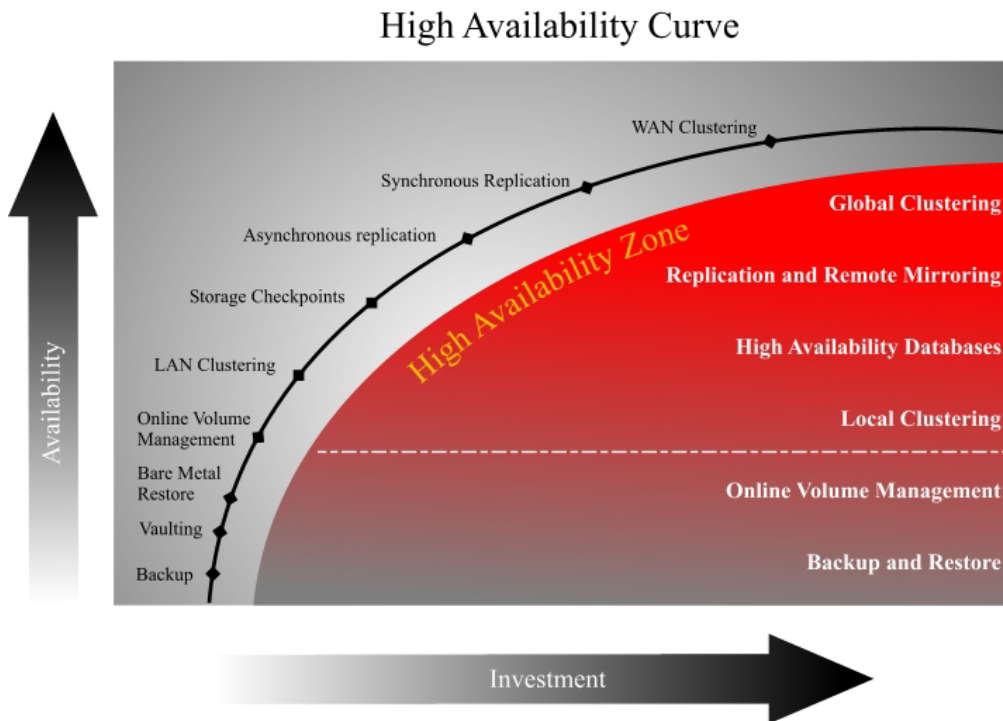 High Availability Curve
WAN Clustering
Synchronous Replication
Global Clustering
Asynchronous replication
High Availability Zone
Replication and Remote Mirroring
Storage Checkpoints
High Availability Databases
LAN Clustering
Availability
Online Volume
Management
Local Clustering
Bare Metal
Restore
Online Volume Management
Vaulting
Backup
Backup and Restore
Investment